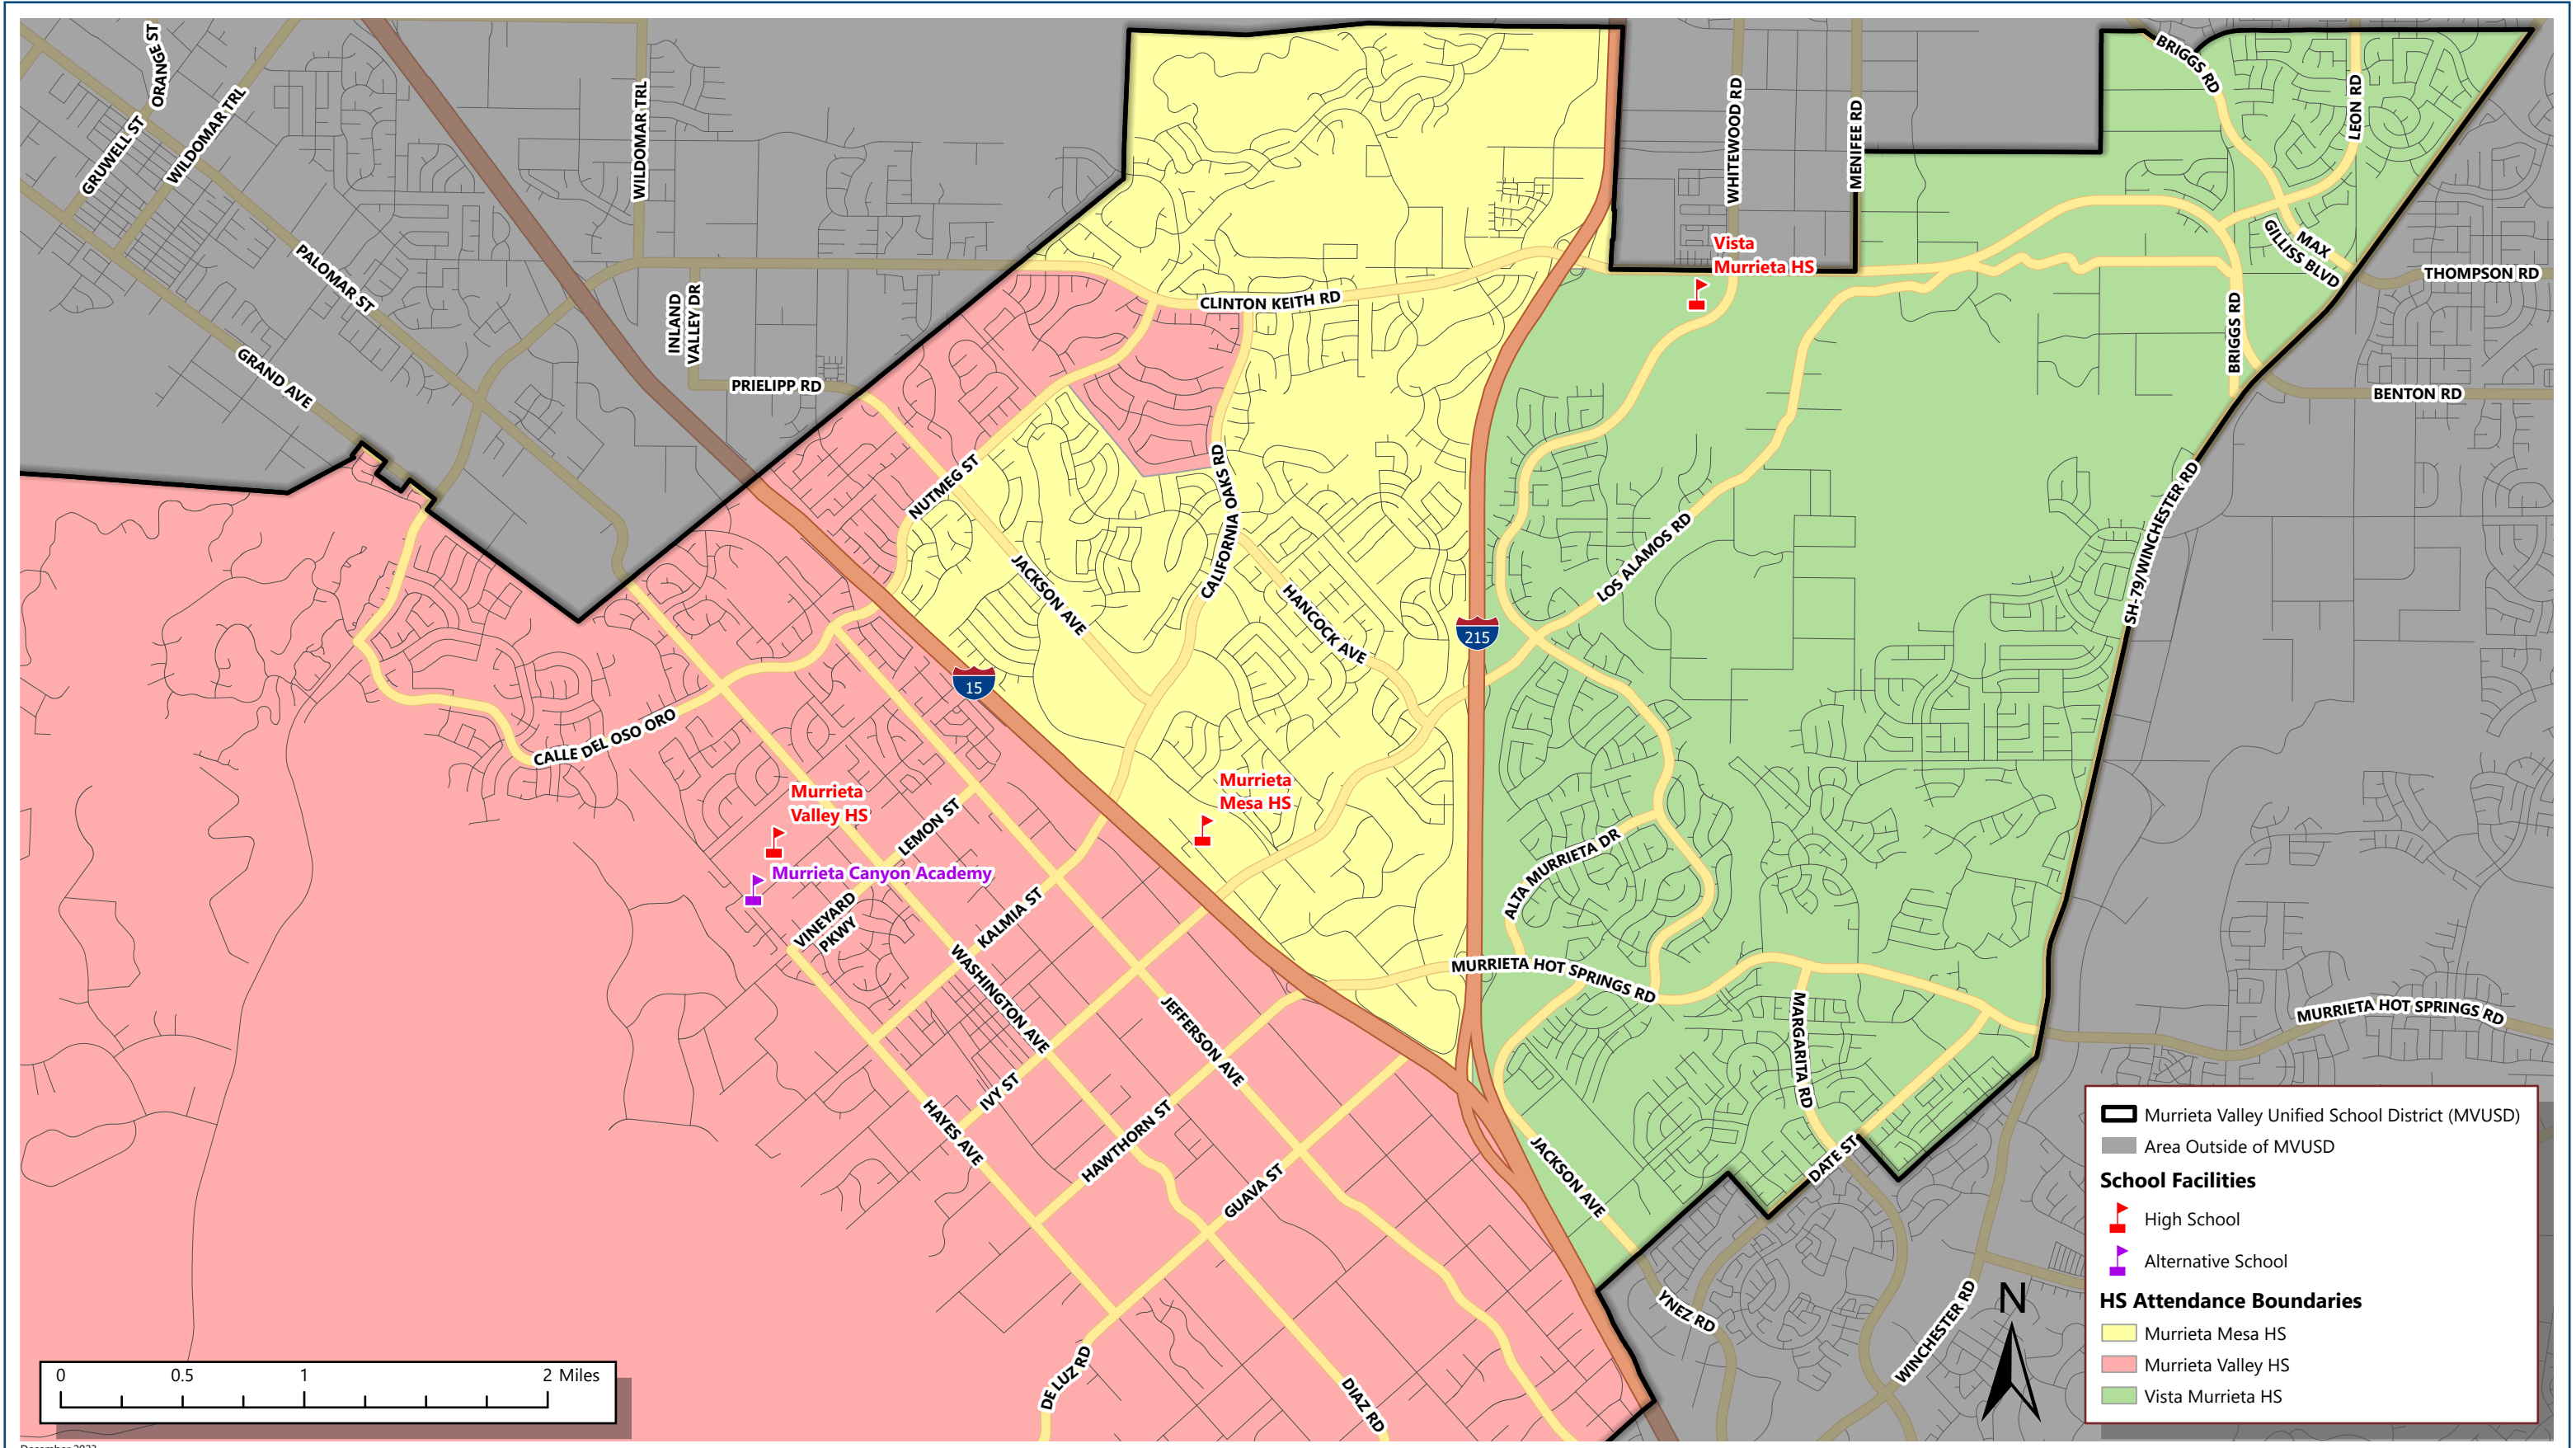 ORANGE ST
GRUWELL ST
WILDOMAR TRL
WILDOMAR TRL
PALOMAR ST
GRAND AVE
INLAND
VALLEY DR
PRIELIPP RD
NUTMEG ST
CLINTON KEITH RD
CALIFORNIA OAKS RD
JACKSON AVE
HANCOCK AVE
WHITEWOOD RD
MENIFEE RD
BRIGGS RD
LEON RD
MAX
GILLISS BLVD
THOMPSON RD
BRIGGS RD
BENTON RD
Vista
Murrieta HS
SH-79/WINCHESTER RD
LOS ALAMOS RD
215
15
CALLE DEL OSO ORO
Murrieta
Valley HS
Murrieta Canyon Academy
Murrieta
Mesa HS
LEMON ST
VINEYARD
PKWY
KALMIA ST
WASHINGTON AVE
IVY ST
JEFFERSON AVE
HAYES AVE
HAWTHORN ST
GUAVA ST
ALTA MURRIETA DR
MURRIETA HOT SPRINGS RD
MARGARITA RD
MURRIETA HOT SPRINGS RD
JACKSON AVE
DATE ST
YNEZ RD
WINCHESTER RD
DE LUZ RD
DIAZ RD
N
0 0.5 1 2 Miles
Murrieta Valley Unified School District (MVUSD)
Area Outside of MVUSD
School Facilities
High School
Alternative School
HS Attendance Boundaries
Murrieta Mesa HS
Murrieta Valley HS
Vista Murrieta HS